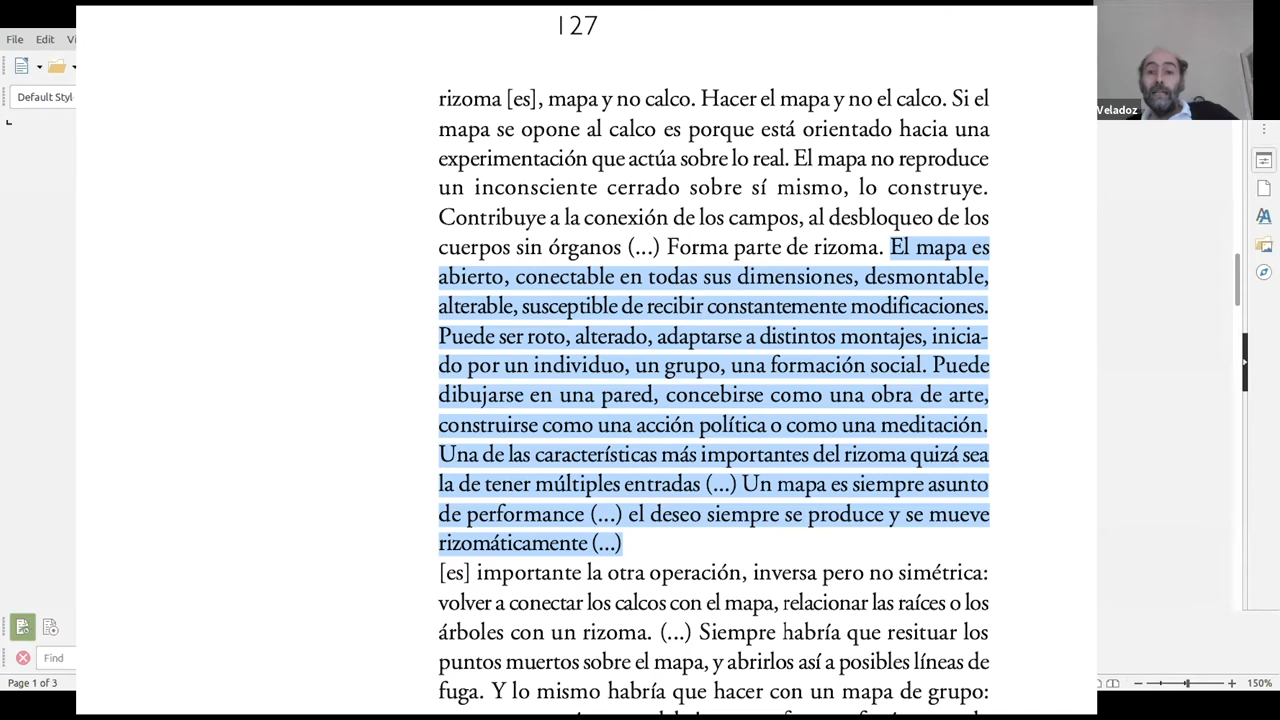 127
File Edit Vi
Default Styl
rizoma [es], mapa y no calco. Hacer el mapa y no el calco. Si el
mapa se opone al calco es porque está orientado hacia una
experimentación que actúa sobre lo real. El mapa no reproduce
un inconsciente cerrado sobre sí mismo, lo construye.
Contribuye a la conexión de los campos, al desbloqueo de los
cuerpos sin órganos (...) Forma parte de rizoma. El mapa es
abierto, conectable en todas sus dimensiones, desmontable,
alterable, susceptible de recibir constantemente modificaciones.
Puede ser roto, alterado, adaptarse a distintos montajes, inicia-
do por un individuo, un grupo, una formación social. Puede
dibujarse en una pared, concebirse como una obra de arte,
construirse como una acción política o como una meditación.
Una de las características más importantes del rizoma quizá sea
la de tener múltiples entradas (...) Un mapa es siempre asunto
de performance (...) el deseo siempre se produce y se mueve
rizomáticamente (...)
[es] importante la otra operación, inversa pero no simétrica:
volver a conectar los calcos con el mapa, relacionar las raíces o los
árboles con un rizoma. (...) Siempre habría que resituar los
puntos muertos sobre el mapa, y abrirlos así a posibles líneas de
fuga. Y lo mismo habría que hacer con un mapa de grupo:
Veladoz
Find
Page 1 of 3
150%